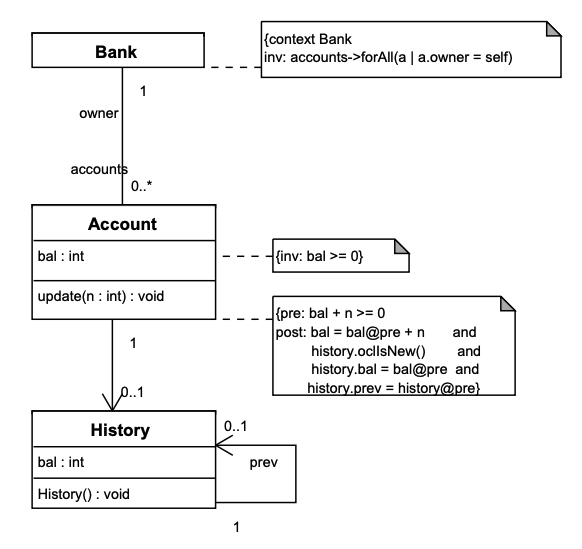 Bank
{context Bank
inv: accounts->forAll(a | a.owner = self)
1
owner
accounts
0..*
Account
bal : int
{inv: bal >= 0}
update(n : int) : void
{pre: bal + n >= 0
post: bal = bal@pre + n and
history.oclIsNew() and
history.bal = bal@pre and
history.prev = history@pre}
1
0..1
History
0..1
bal : int
prev
History() : void
1